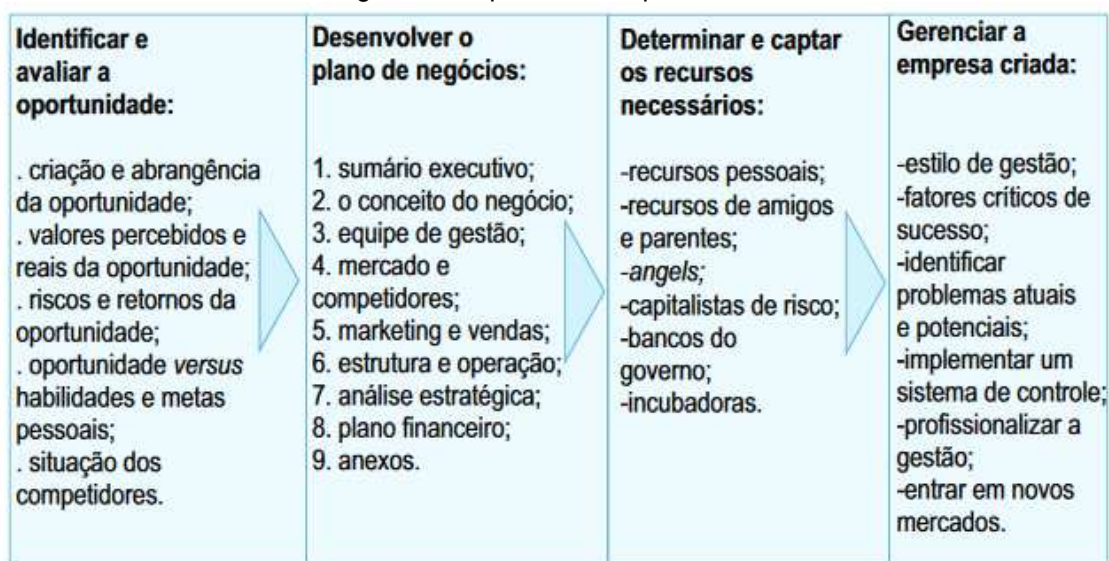 Identificar e
avaliar a
oportunidade:
. criação e abrangência
da oportunidade;
. valores percebidos e
reais da oportunidade;
. riscos e retornos da
oportunidade;
. oportunidade versus
habilidades e metas
pessoais;
. situação dos
competidores.
Desenvolver o
plano de negócios:
1. sumário executivo;
2. o conceito do negócio;
3. equipe de gestão;
4. mercado e
competidores;
5. marketing e vendas;
6. estrutura e operação;
7. análise estratégica;
8. plano financeiro;
9. anexos.
Determinar e captar
os recursos
necessários:
-recursos pessoais;
-recursos de amigos
e parentes;
-angels;
-capitalistas de risco;
-bancos do
governo;
-incubadoras.
Gerenciar a
empresa criada:
-estilo de gestão;
-fatores críticos de
sucesso;
-identificar
problemas atuais
e potenciais;
-implementar um
sistema de controle;
-profissionalizar a
gestão;
-entrar em novos
mercados.